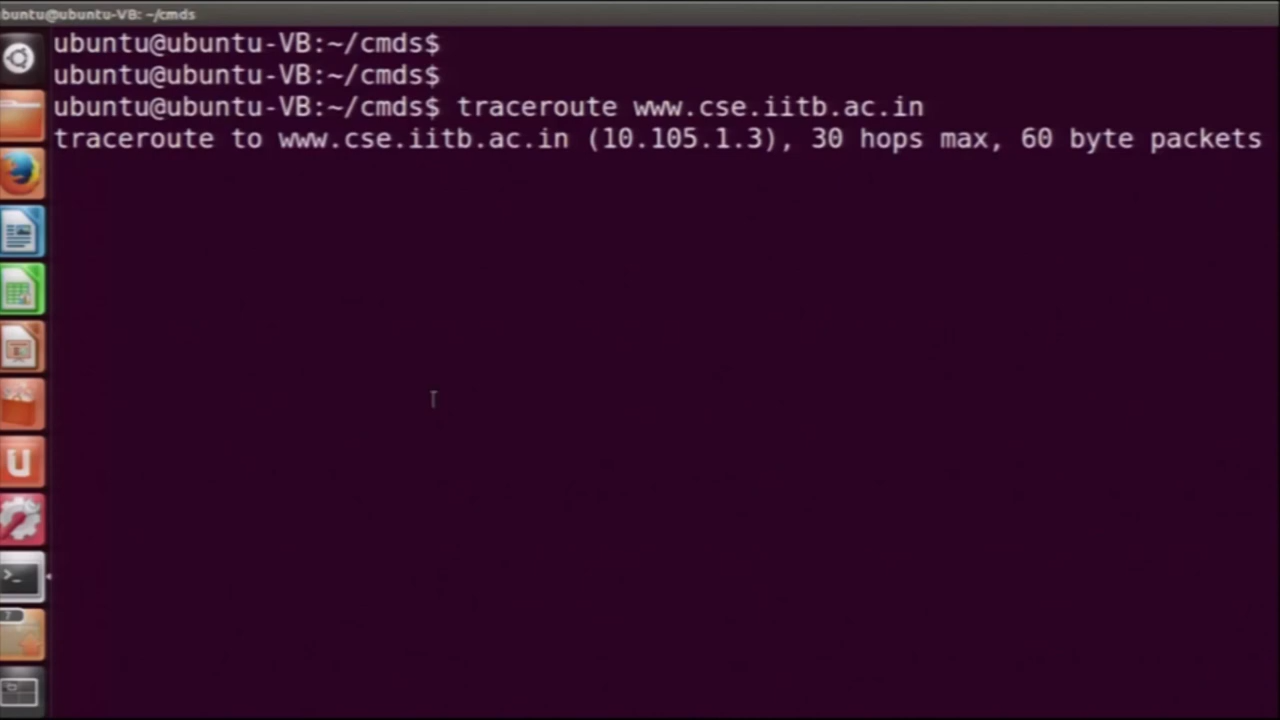 ubuntu@ubuntu-VB: ~/cmds
ubuntu@ubuntu-VB:~/cmds$
ubuntu@ubuntu-VB:~/cmds$
ubuntu@ubuntu-VB:~/cmds$ traceroute www.cse.iitb.ac.in
traceroute to www.cse.iitb.ac.in (10.105.1.3), 30 hops max, 60 byte packets